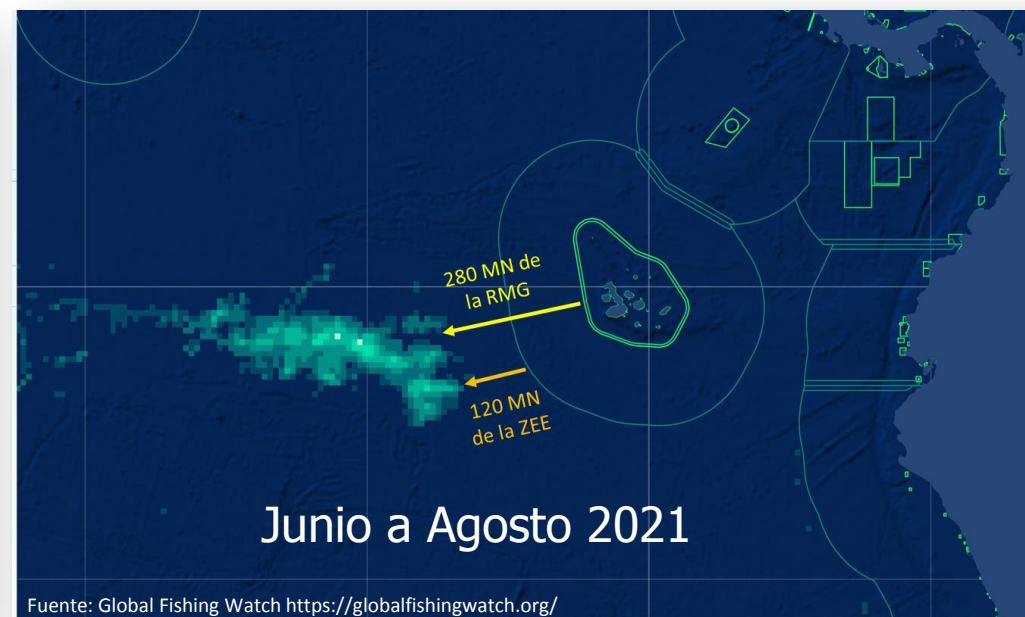 280 MN de
la RMG
120 MN
de la ZEE
Junio a Agosto 2021
Fuente: Global Fishing Watch https://globalfishingwatch.org/